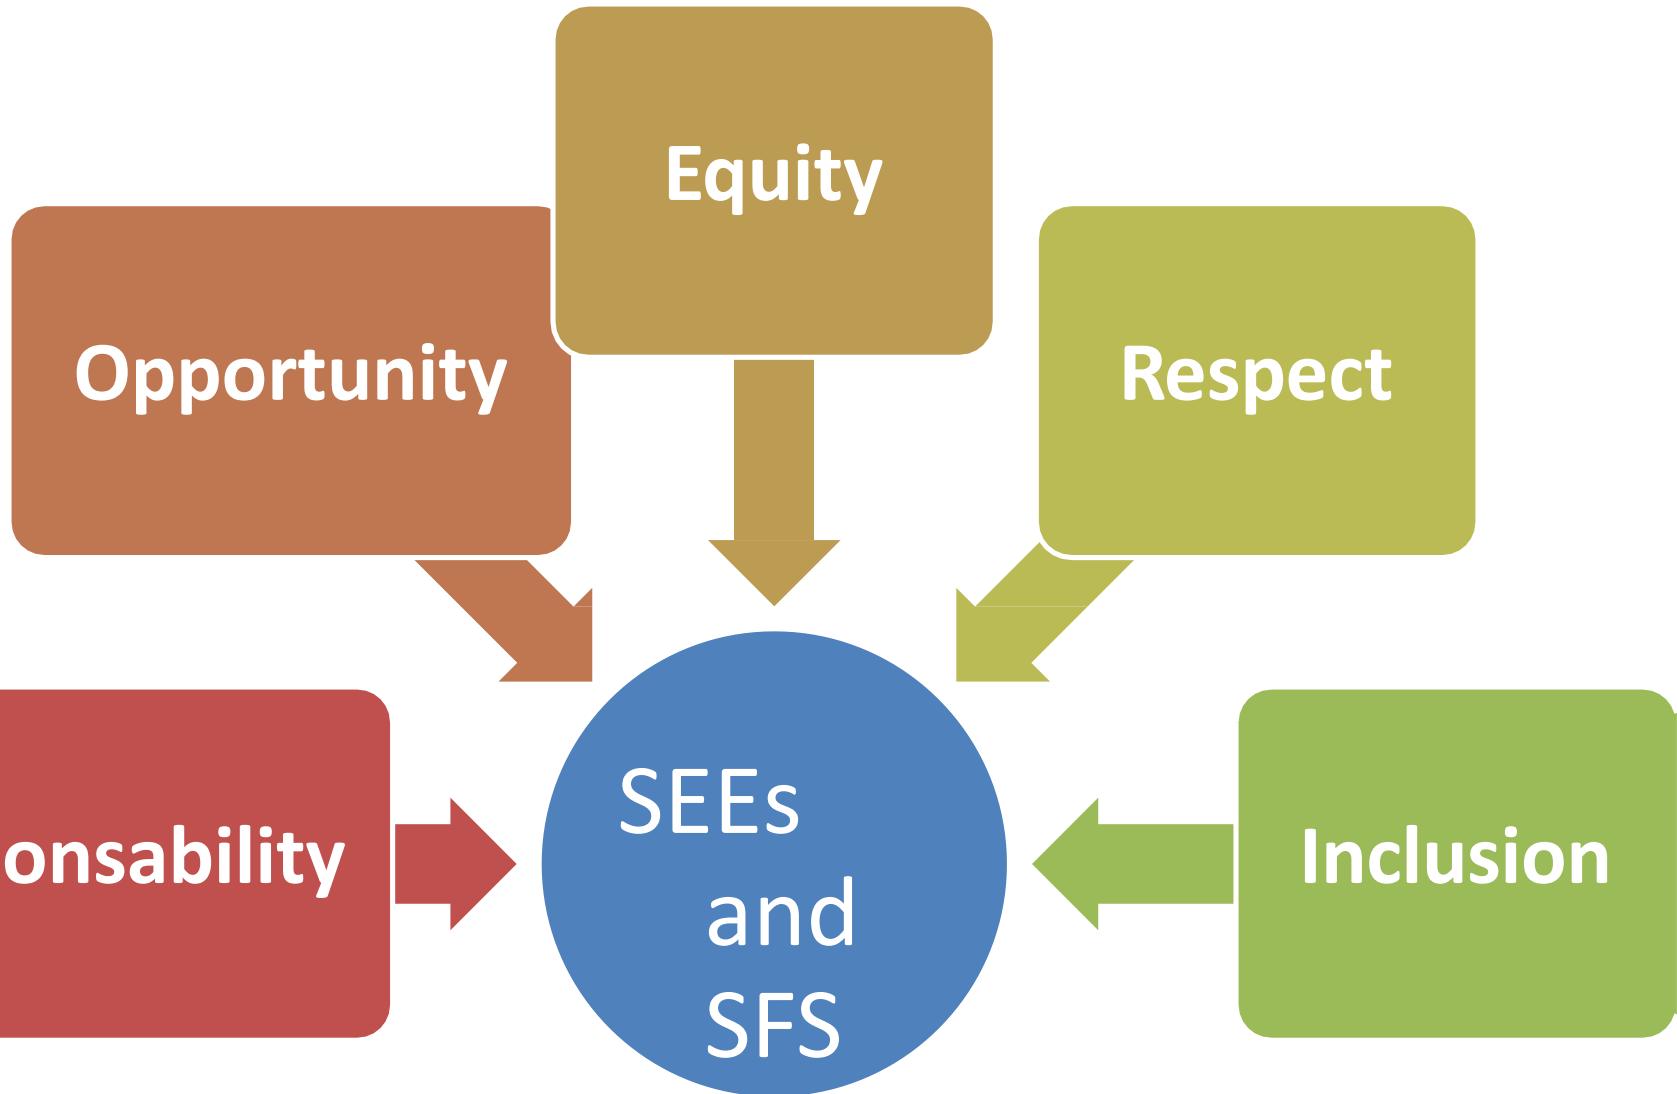 Equity
Opportunity
Respect
onsability
Inclusion
SEEs
and
SFS